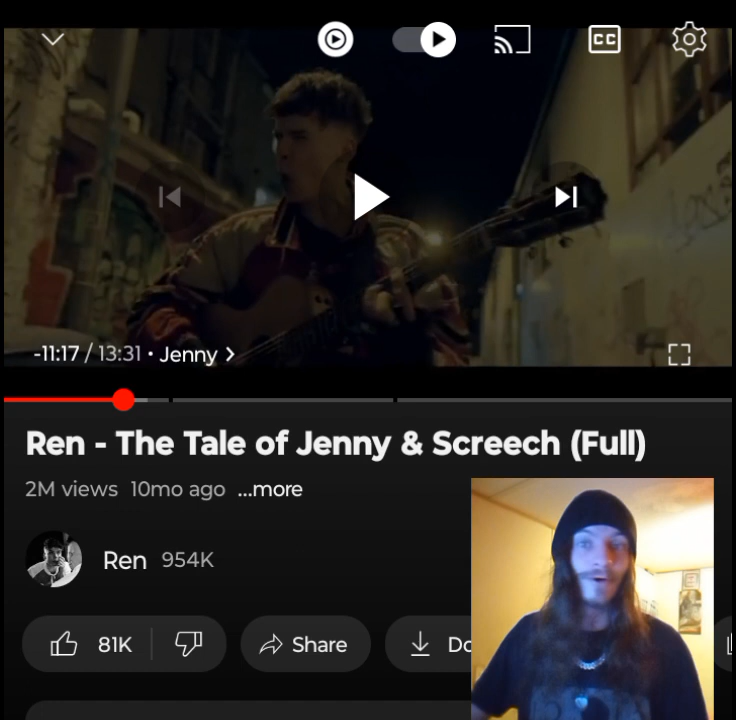 CC
-11:17 / 13:31 • Jenny >
Ren - The Tale of Jenny & Screech (Full)
2M views 10mo ago ...more
Ren 954K
81K Share Do